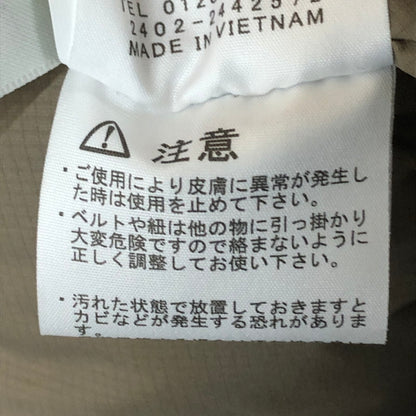 TEL 012
2402-2442572
MADE IN VIETNAM
注意
・ご使用により皮膚に異常が発生し
た時は使用を止めて下さい。
・ベルトや紐は他の物に引っ掛かり
大変危険ですので絡まないように
正しく調整してお使い下さい。
・汚れた状態で放置しておきますと
カビなどが発生する恐れがありま
す。